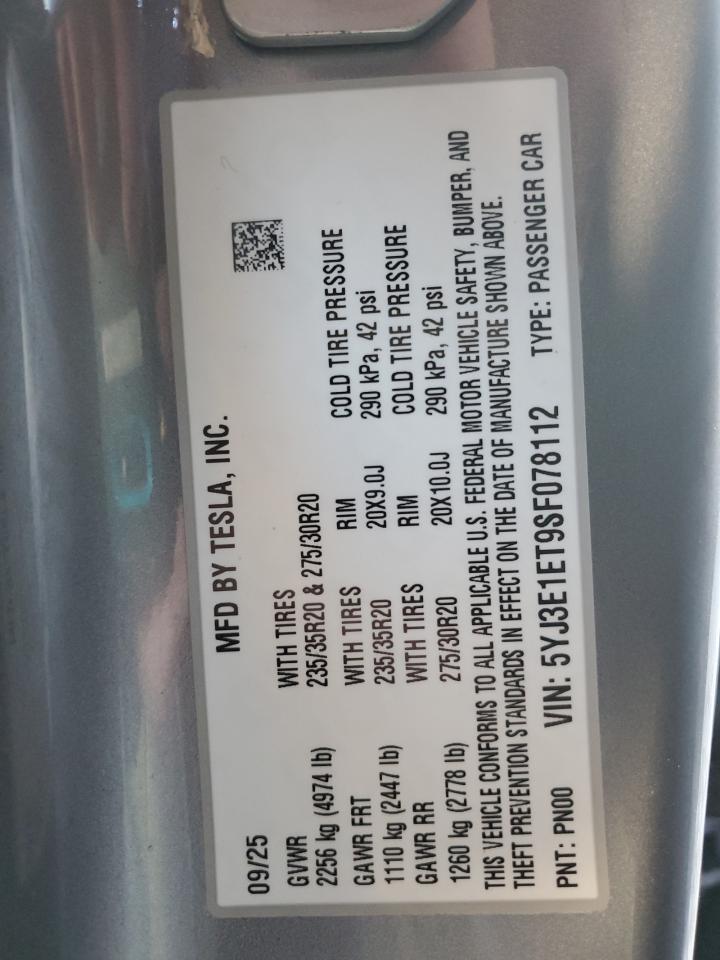 MFD BY TESLA, INC.
09/25
GVWR WITH TIRES
2256 kg (4974 lb) 235/35R20 & 275/30R20
GAWR FRT WITH TIRES RIM COLD TIRE PRESSURE
1110 kg (2447 lb) 235/35R20 20X9.0J 290 kPa, 42 psi
GAWR RR WITH TIRES RIM COLD TIRE PRESSURE
1260 kg (2778 lb) 275/30R20 20X10.0J 290 kPa, 42 psi
THIS VEHICLE CONFORMS TO ALL APPLICABLE U.S. FEDERAL MOTOR VEHICLE SAFETY, BUMPER, AND
THEFT PREVENTION STANDARDS IN EFFECT ON THE DATE OF MANUFACTURE SHOWN ABOVE.
PNT: PN00 VIN: 5YJ3E1ET9SF078112 TYPE: PASSENGER CAR